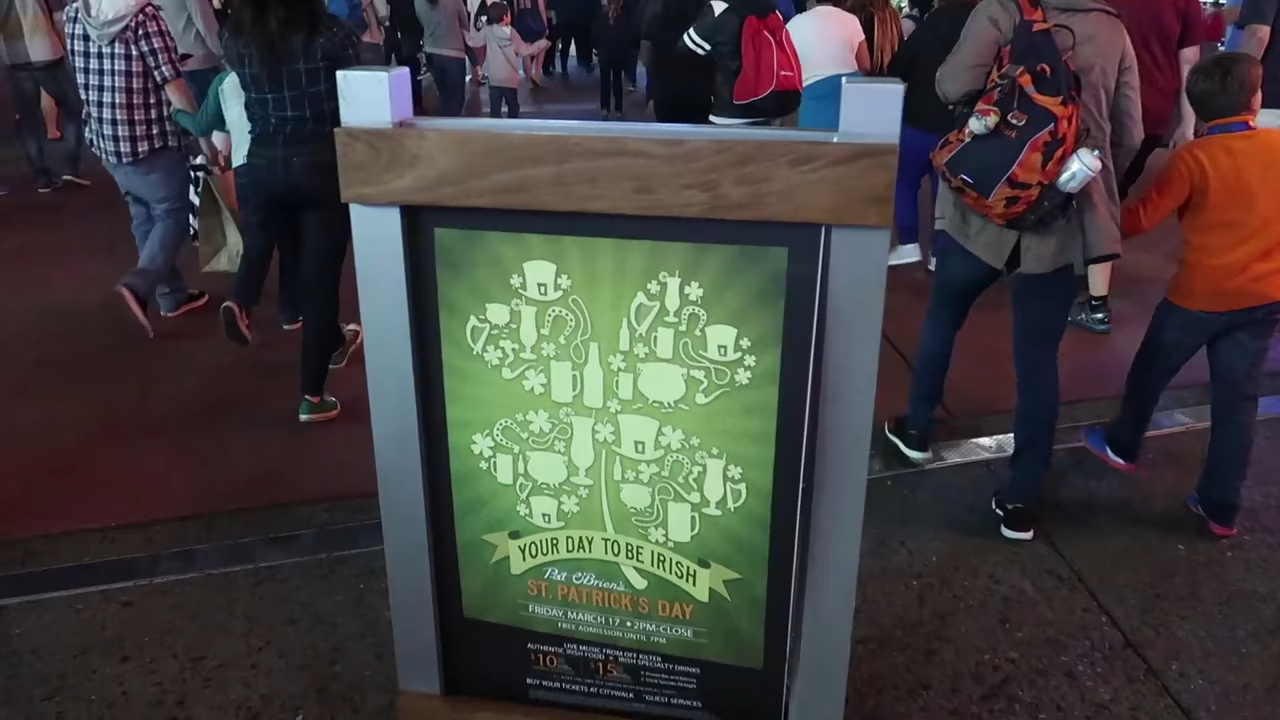 YOUR DAY TO BE IRISH
Pat O'Brien's
ST. PATRICK'S DAY
FRIDAY, MARCH 17 • 2PM-CLOSE
FREE ADMISSION UNTIL 7PM
LIVE MUSIC FROM OFF KILTER
AUTHENTIC IRISH FOOD • IRISH SPECIALTY DRINKS
$10 $15
BUY YOUR TICKETS AT CITYWALK GUEST SERVICES